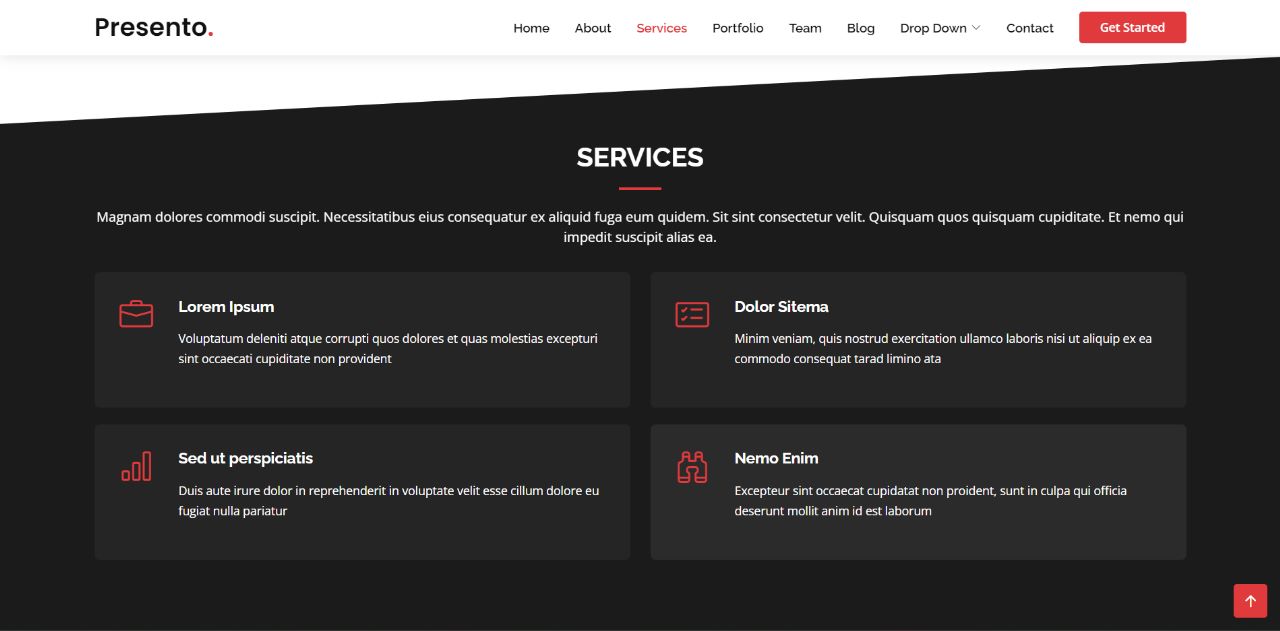 Presento.
Home About Services Portfolio Team Blog Drop Down Contact Get Started
SERVICES
Magnam dolores commodi suscipit. Necessitatibus eius consequatur ex aliquid fuga eum quidem. Sit sint consectetur velit. Quisquam quos quisquam cupiditate. Et nemo qui
impedit suscipit alias ea.
Lorem Ipsum
Voluptatum deleniti atque corrupti quos dolores et quas molestias excepturi
sint occaecati cupiditate non provident
Dolor Sitema
Minim veniam, quis nostrud exercitation ullamco laboris nisi ut aliquip ex ea
commodo consequat tarad limino ata
Sed ut perspiciatis
Duis aute irure dolor in reprehenderit in voluptate velit esse cillum dolore eu
fugiat nulla pariatur
Nemo Enim
Excepteur sint occaecat cupidatat non proident, sunt in culpa qui officia
deserunt mollit anim id est laborum